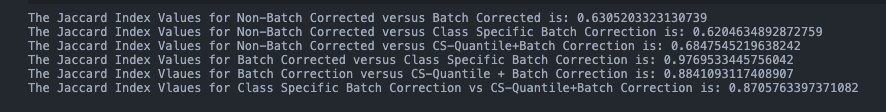 The Jaccard Index Values for Non-Batch Corrected versus Batch Corrected is: 0.6305203323130739
The Jaccard Index Values for Non-Batch Corrected versus Class Specific Batch Correction is: 0.6204634892872759
The Jaccard Index Values for Non-Batch Corrected versus CS-Quantile+Batch Correction is: 0.6847545219638242
The Jaccard Index Values for Batch Corrected versus Class Specific Batch Correction is: 0.9769533445756042
The Jaccard Index Vlaues for Batch Correction versus CS-Quantile + Batch Correction is: 0.8841093117408907
The Jaccard Index Vlaues for Class Specific Batch Correction vs CS-Quantile+Batch Correction is: 0.8705763397371082